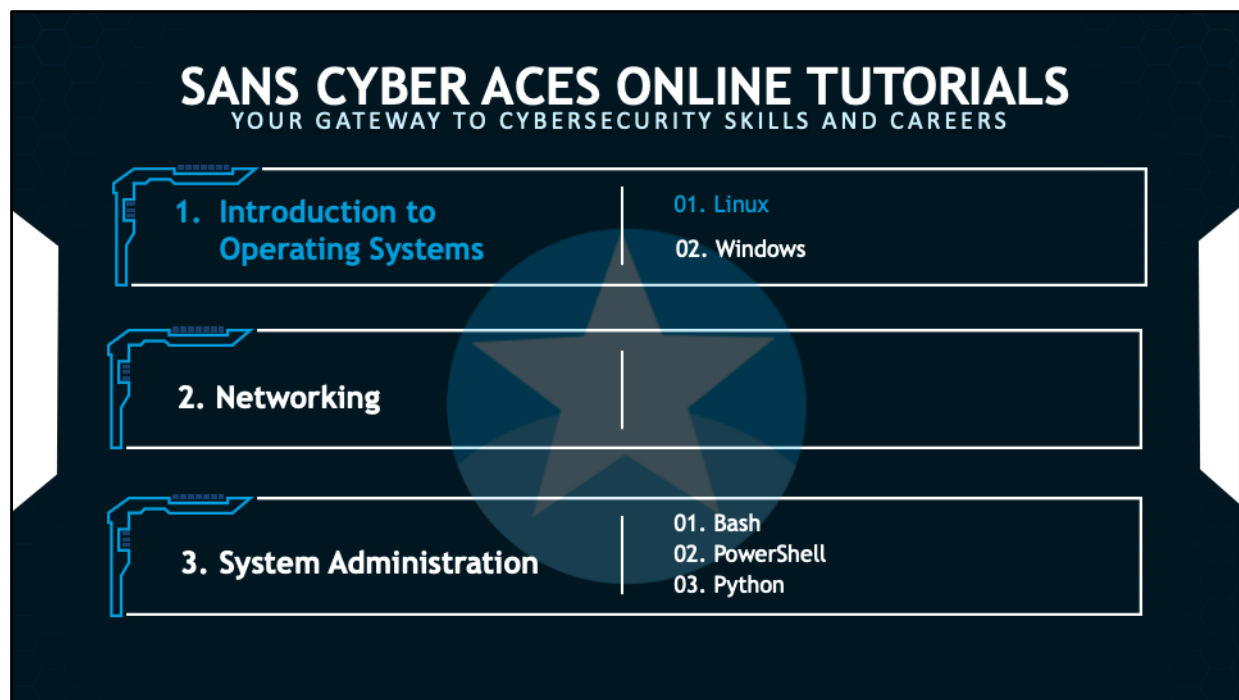 SANS CYBER ACES ONLINE TUTORIALS
YOUR GATEWAY TO CYBERSECURITY SKILLS AND CAREERS
1. Introduction to
Operating Systems
01. Linux
02. Windows
2. Networking
3. System Administration
01. Bash
02. PowerShell
03. Python